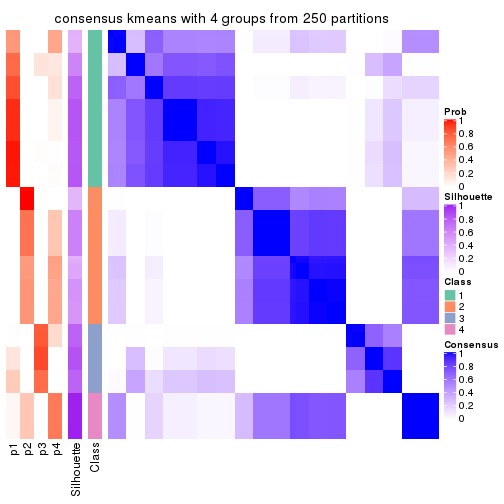 consensus kmeans with 4 groups from 250 partitions
Prob
1
0.8
0.6
0.4
0.2
0
Silhouette
1
0.8
0.6
0.4
0.2
0
Class
1
2
3
4
Consensus
1
0.8
0.6
0.4
0.2
0
p1
p2
p3
p4
Silhouette
Class